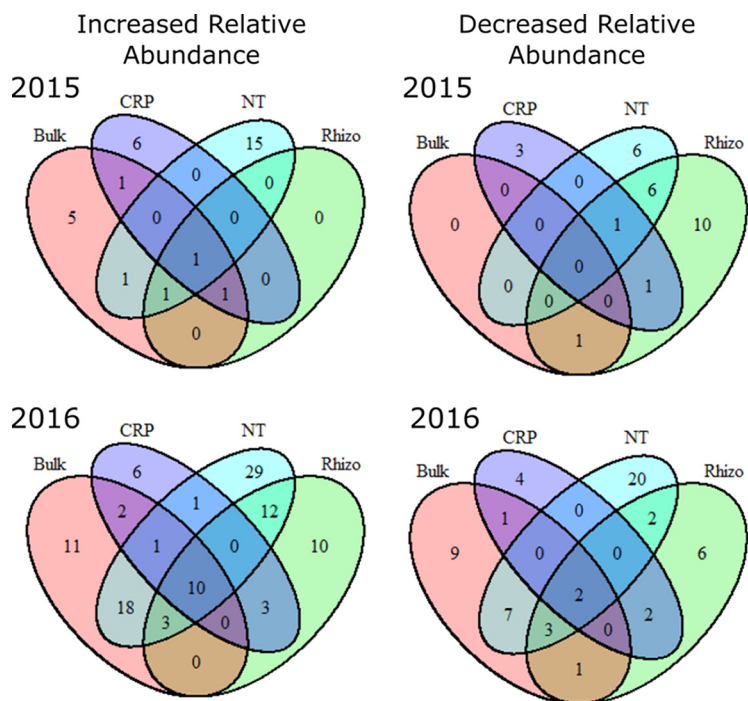 Increased Relative Abundance
Decreased Relative Abundance
2015
2015
CRP NT
Bulk Rhizo
6 15
1 0 0
5 0 0 0
1
1 1 1 0
0
CRP NT
Bulk Rhizo
3 6
0 0 6
0 0 1 10
0
0 0 0 1
1
2016
2016
CRP NT
Bulk Rhizo
6 29
2 1 12
11 1 0 10
10
18 3 0 3
0
CRP NT
Bulk Rhizo
4 20
1 0 2
9 0 0 6
2
7 3 0 2
1